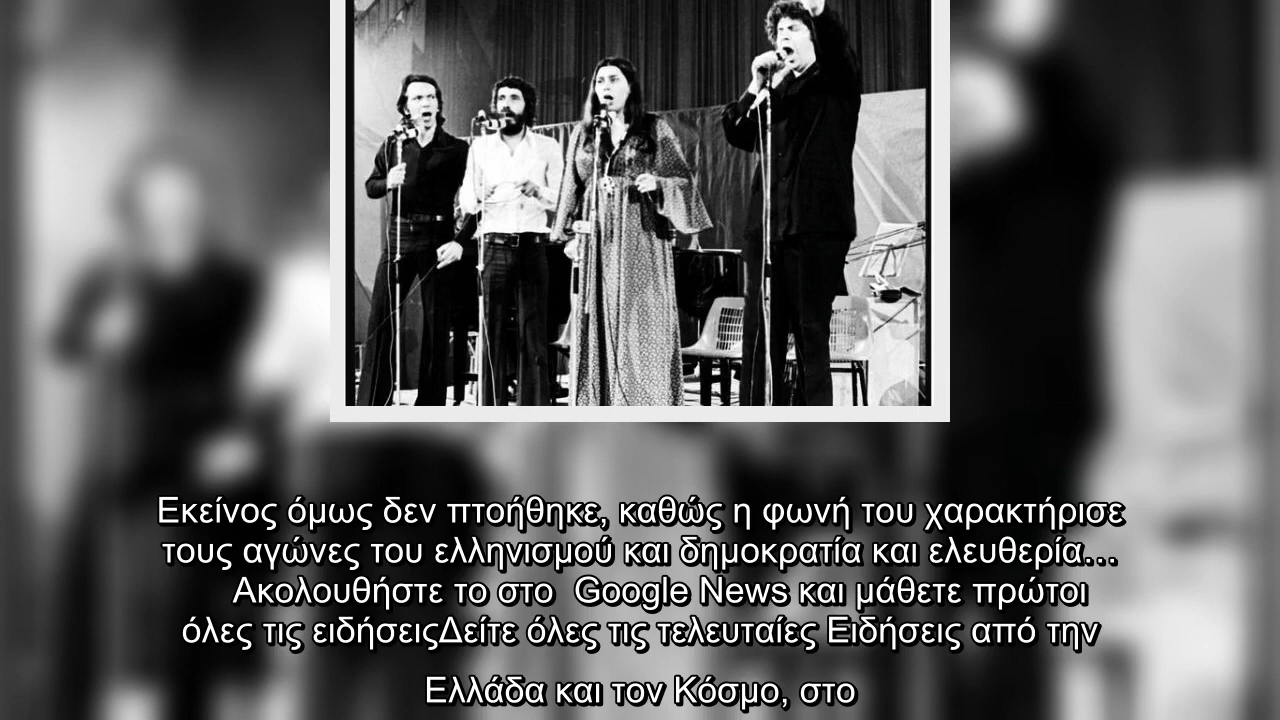 Εκείνος όμως δεν πτοήθηκε, καθώς η φωνή του χαρακτήρισε
τους αγώνες του ελληνισμού και δημοκρατία και ελευθερία...
Ακολουθήστε το στο  Google News και μάθετε πρώτοι
όλες τις ειδήσειςΔείτε όλες τις τελευταίες Ειδήσεις από την
Ελλάδα και τον Κόσμο, στο